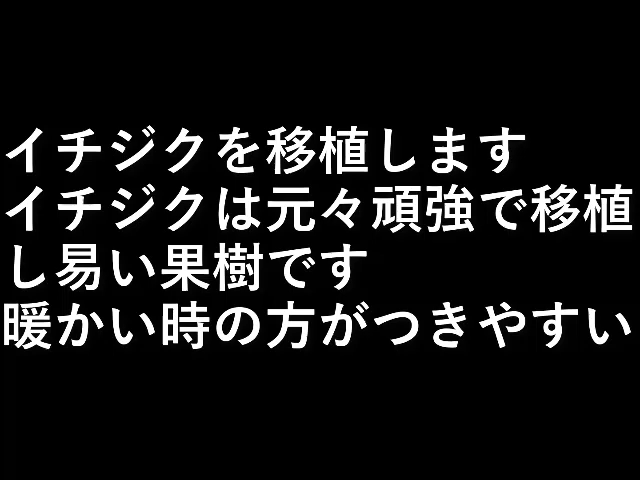 イチジクを移植します
イチジクは元々頑強で移植
し易い果樹です
暖かい時の方がつきやすい